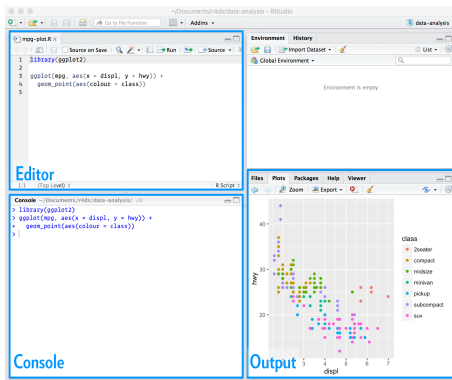 ~/Documents/r4ds/data-analysis - RStudio
Go to file/function
Addins
data-analysis
mpg-plot.R
Source on Save
Run
Source
1 library(ggplot2)
2
3 ggplot(mpg, aes(x = displ, y = hwy)) +
4 geom_point(aes(colour = class))
5
Editor
1:1 (Top Level) R Script
Console ~/Documents/r4ds/data-analysis/
> library(ggplot2)
> ggplot(mpg, aes(x = displ, y = hwy)) +
+ geom_point(aes(colour = class))
>
Console
Environment History
Import Dataset
List
Global Environment
Environment is empty
Files Plots Packages Help Viewer
Zoom Export
40
30
20
hwy
3 4 5 6 7
displ
class
2seater
compact
midsize
minivan
pickup
subcompact
suv
Output